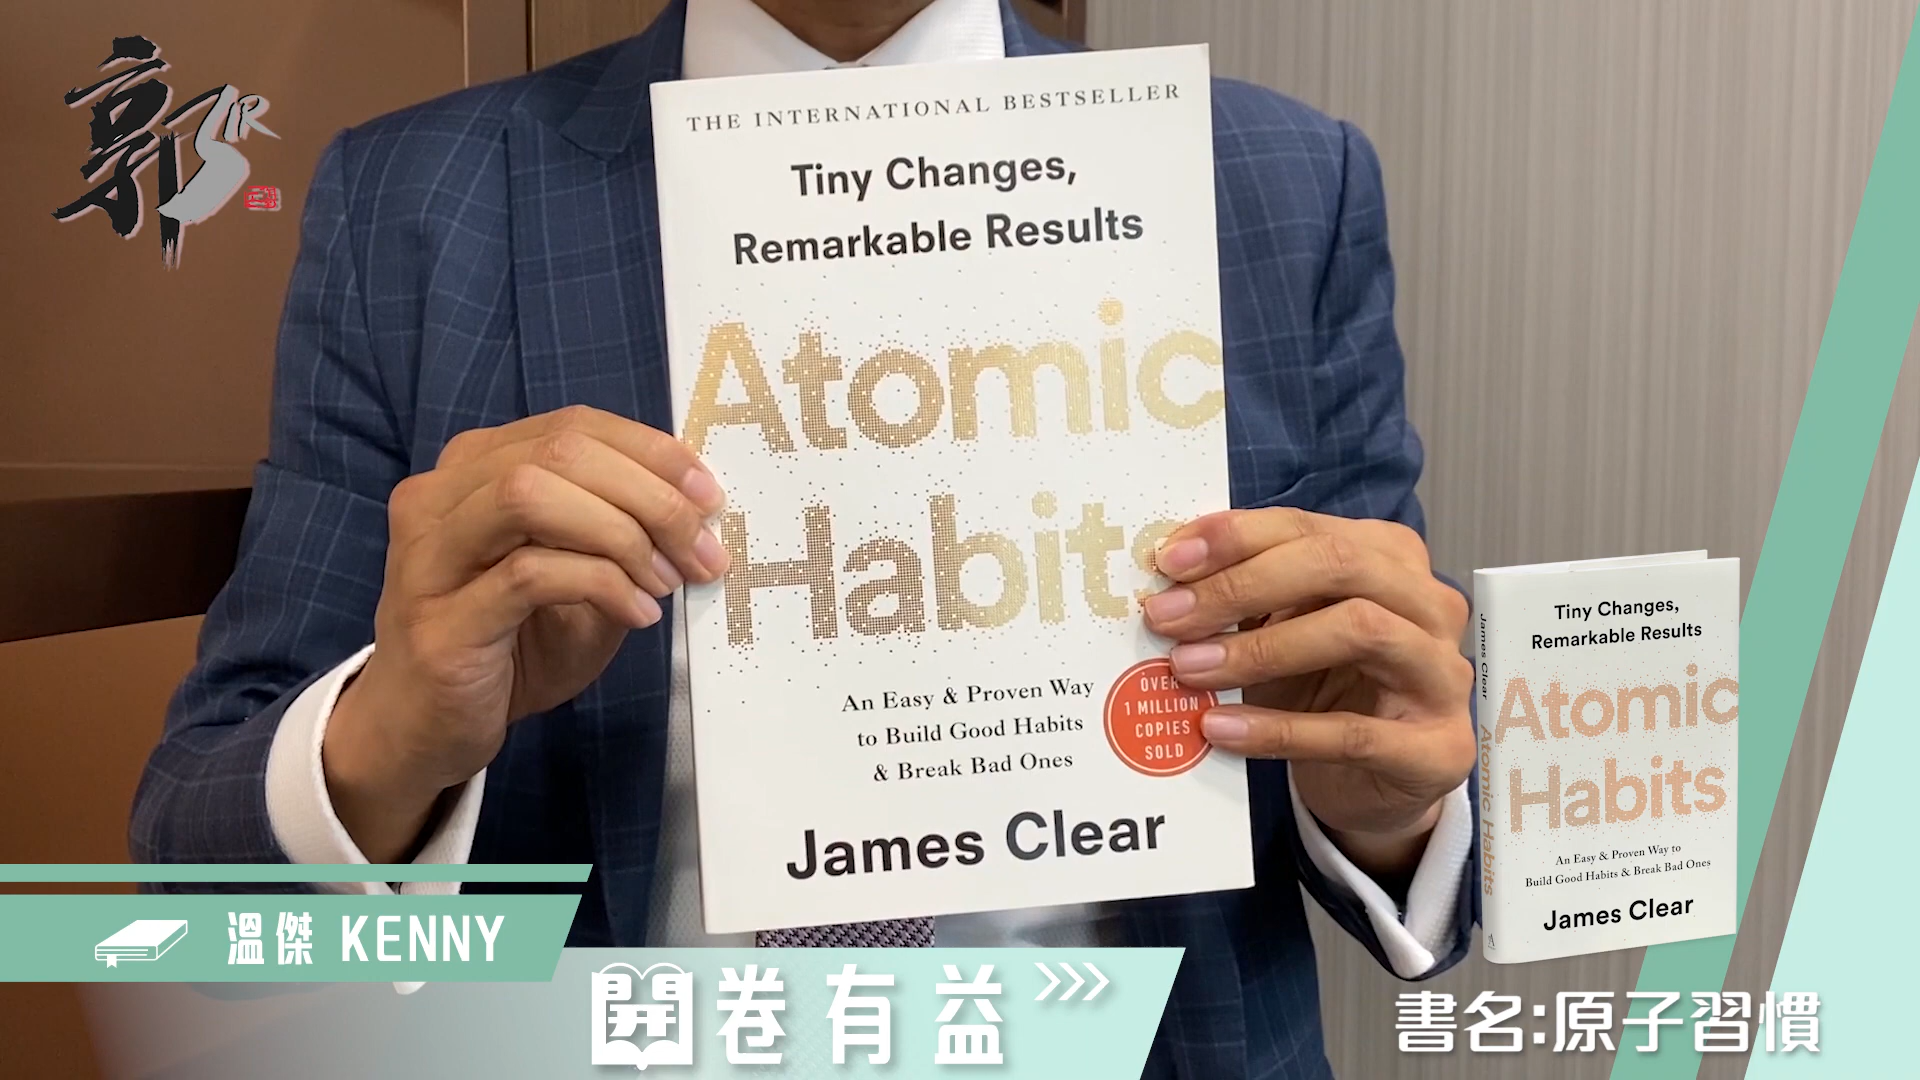 郭SIR
THE INTERNATIONAL BESTSELLER
Tiny Changes,
Remarkable Results
Atomic
Habits
An Easy & Proven Way
to Build Good Habits
& Break Bad Ones
OVER
1 MILLION
COPIES
SOLD
James Clear
James Clear
Atomic Habits
Tiny Changes,
Remarkable Results
Atomic
Habits
An Easy & Proven Way to
Build Good Habits & Break Bad Ones
James Clear
溫傑 KENNY
開卷有益
書名:原子習慣